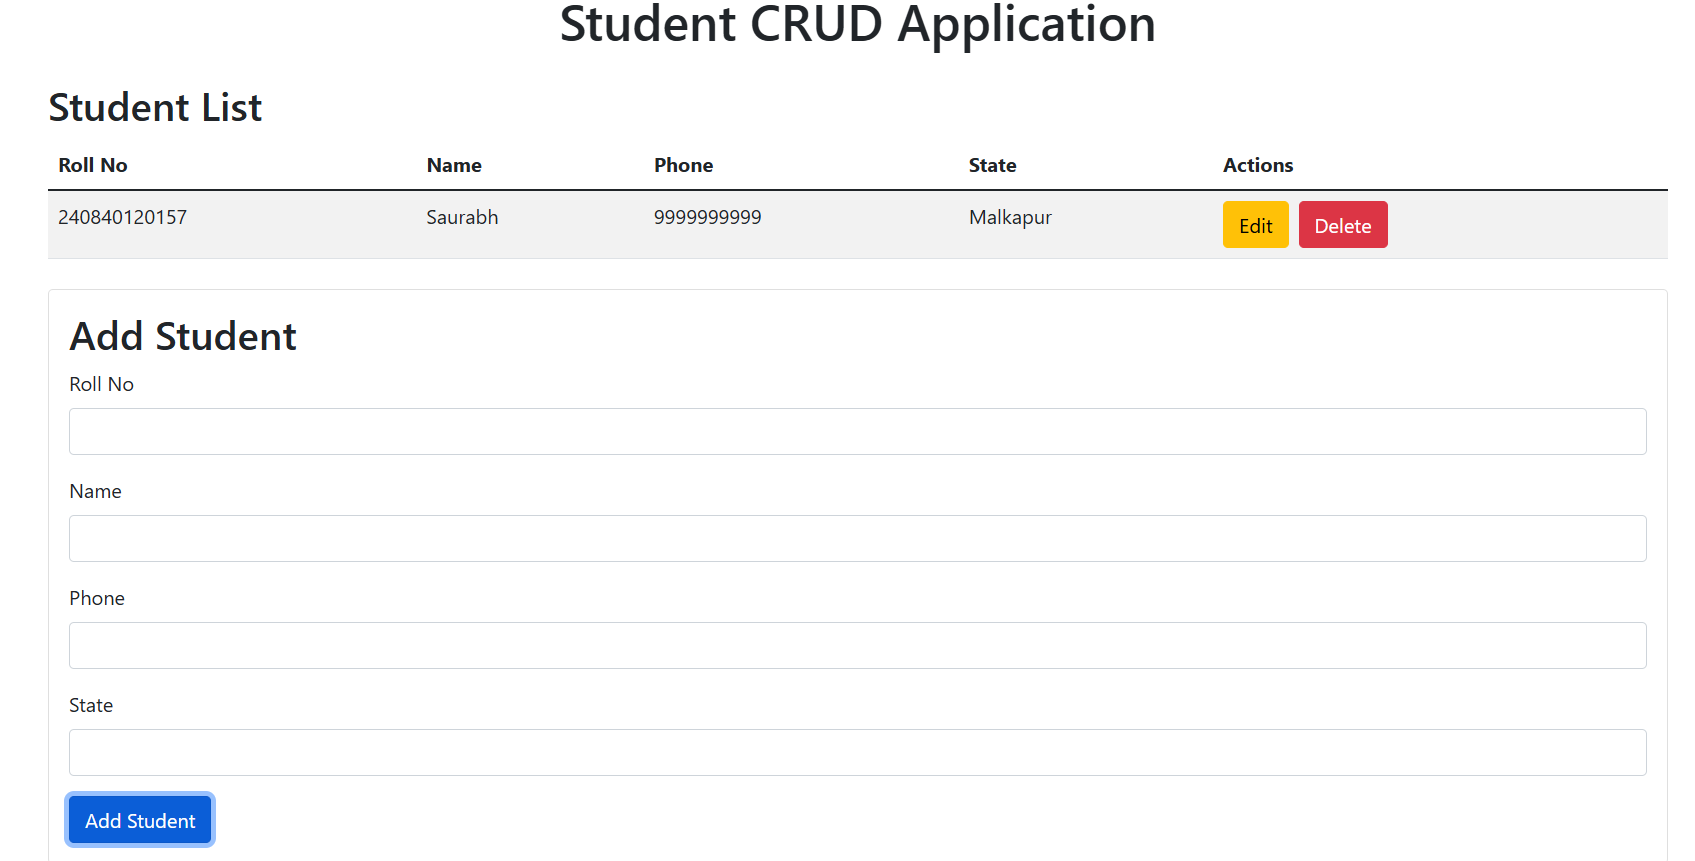 Student CRUD Application
Student List
Roll No Name Phone State Actions
240840120157 Saurabh 9999999999 Malkapur Edit Delete
Add Student
Roll No
Name
Phone
State
Add Student